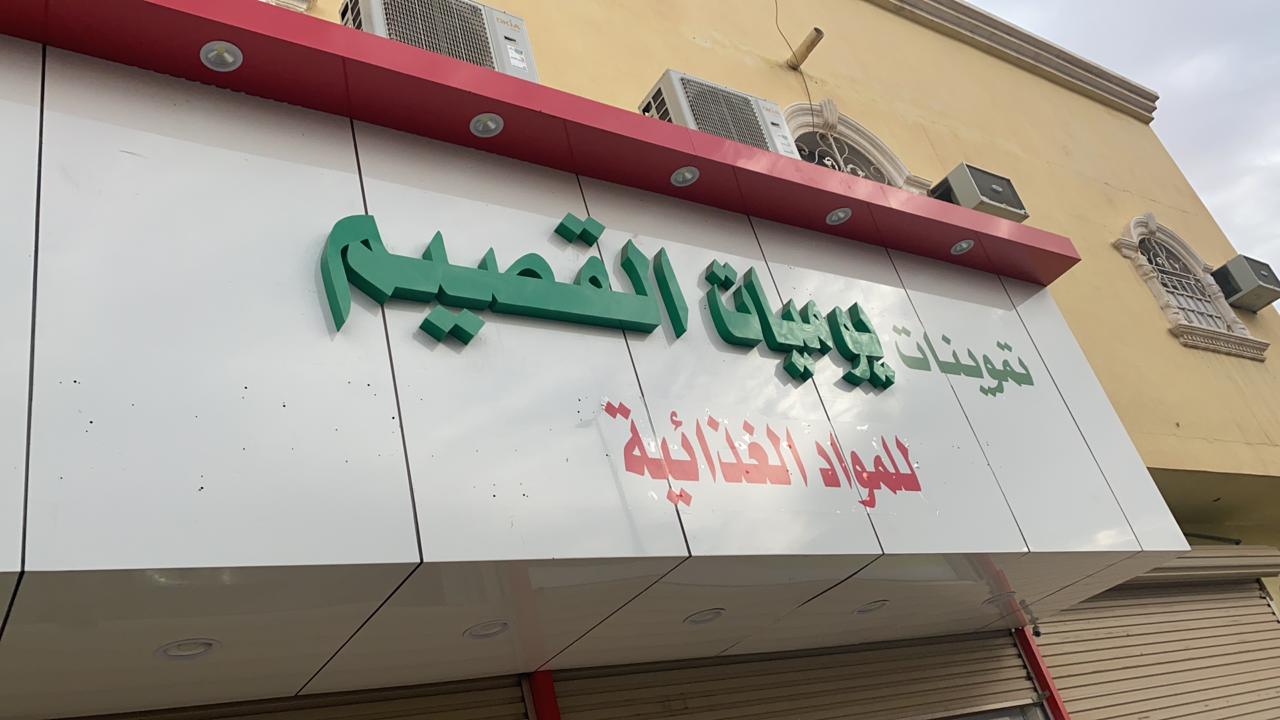 تموينات يوميات القصيم
للمواد الغذائية